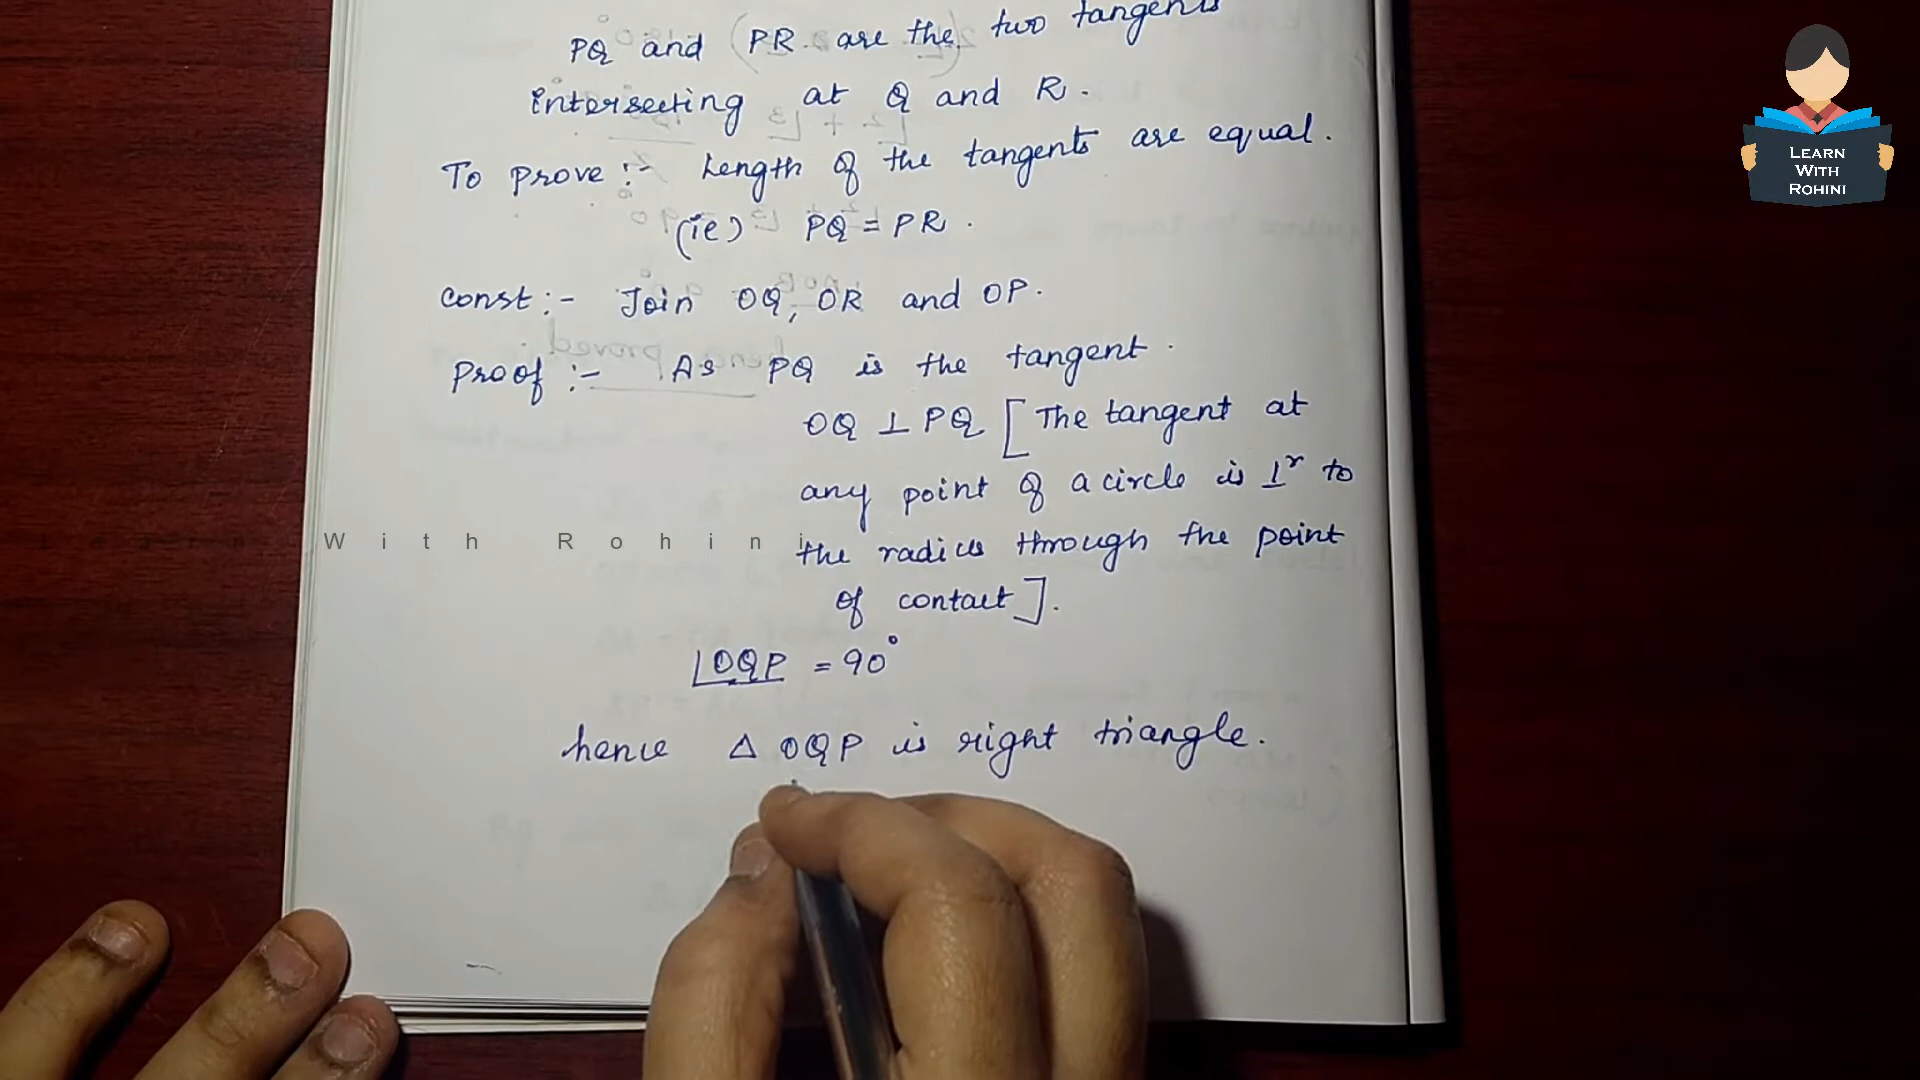 PQ and PR are the two tangents
intersecting at Q and R.
To prove :- Length of the tangents are equal.
(ie) PQ = PR.
const :- Join OQ, OR and OP.
Proof :- As PQ is the tangent.
OQ ⊥ PQ [The tangent at
any point of a circle is ⊥r to
With Rohini
the radius through the point
of contact].
∠OQP = 90°
hence Δ OQP is right triangle.
LEARN
WITH
ROHINI